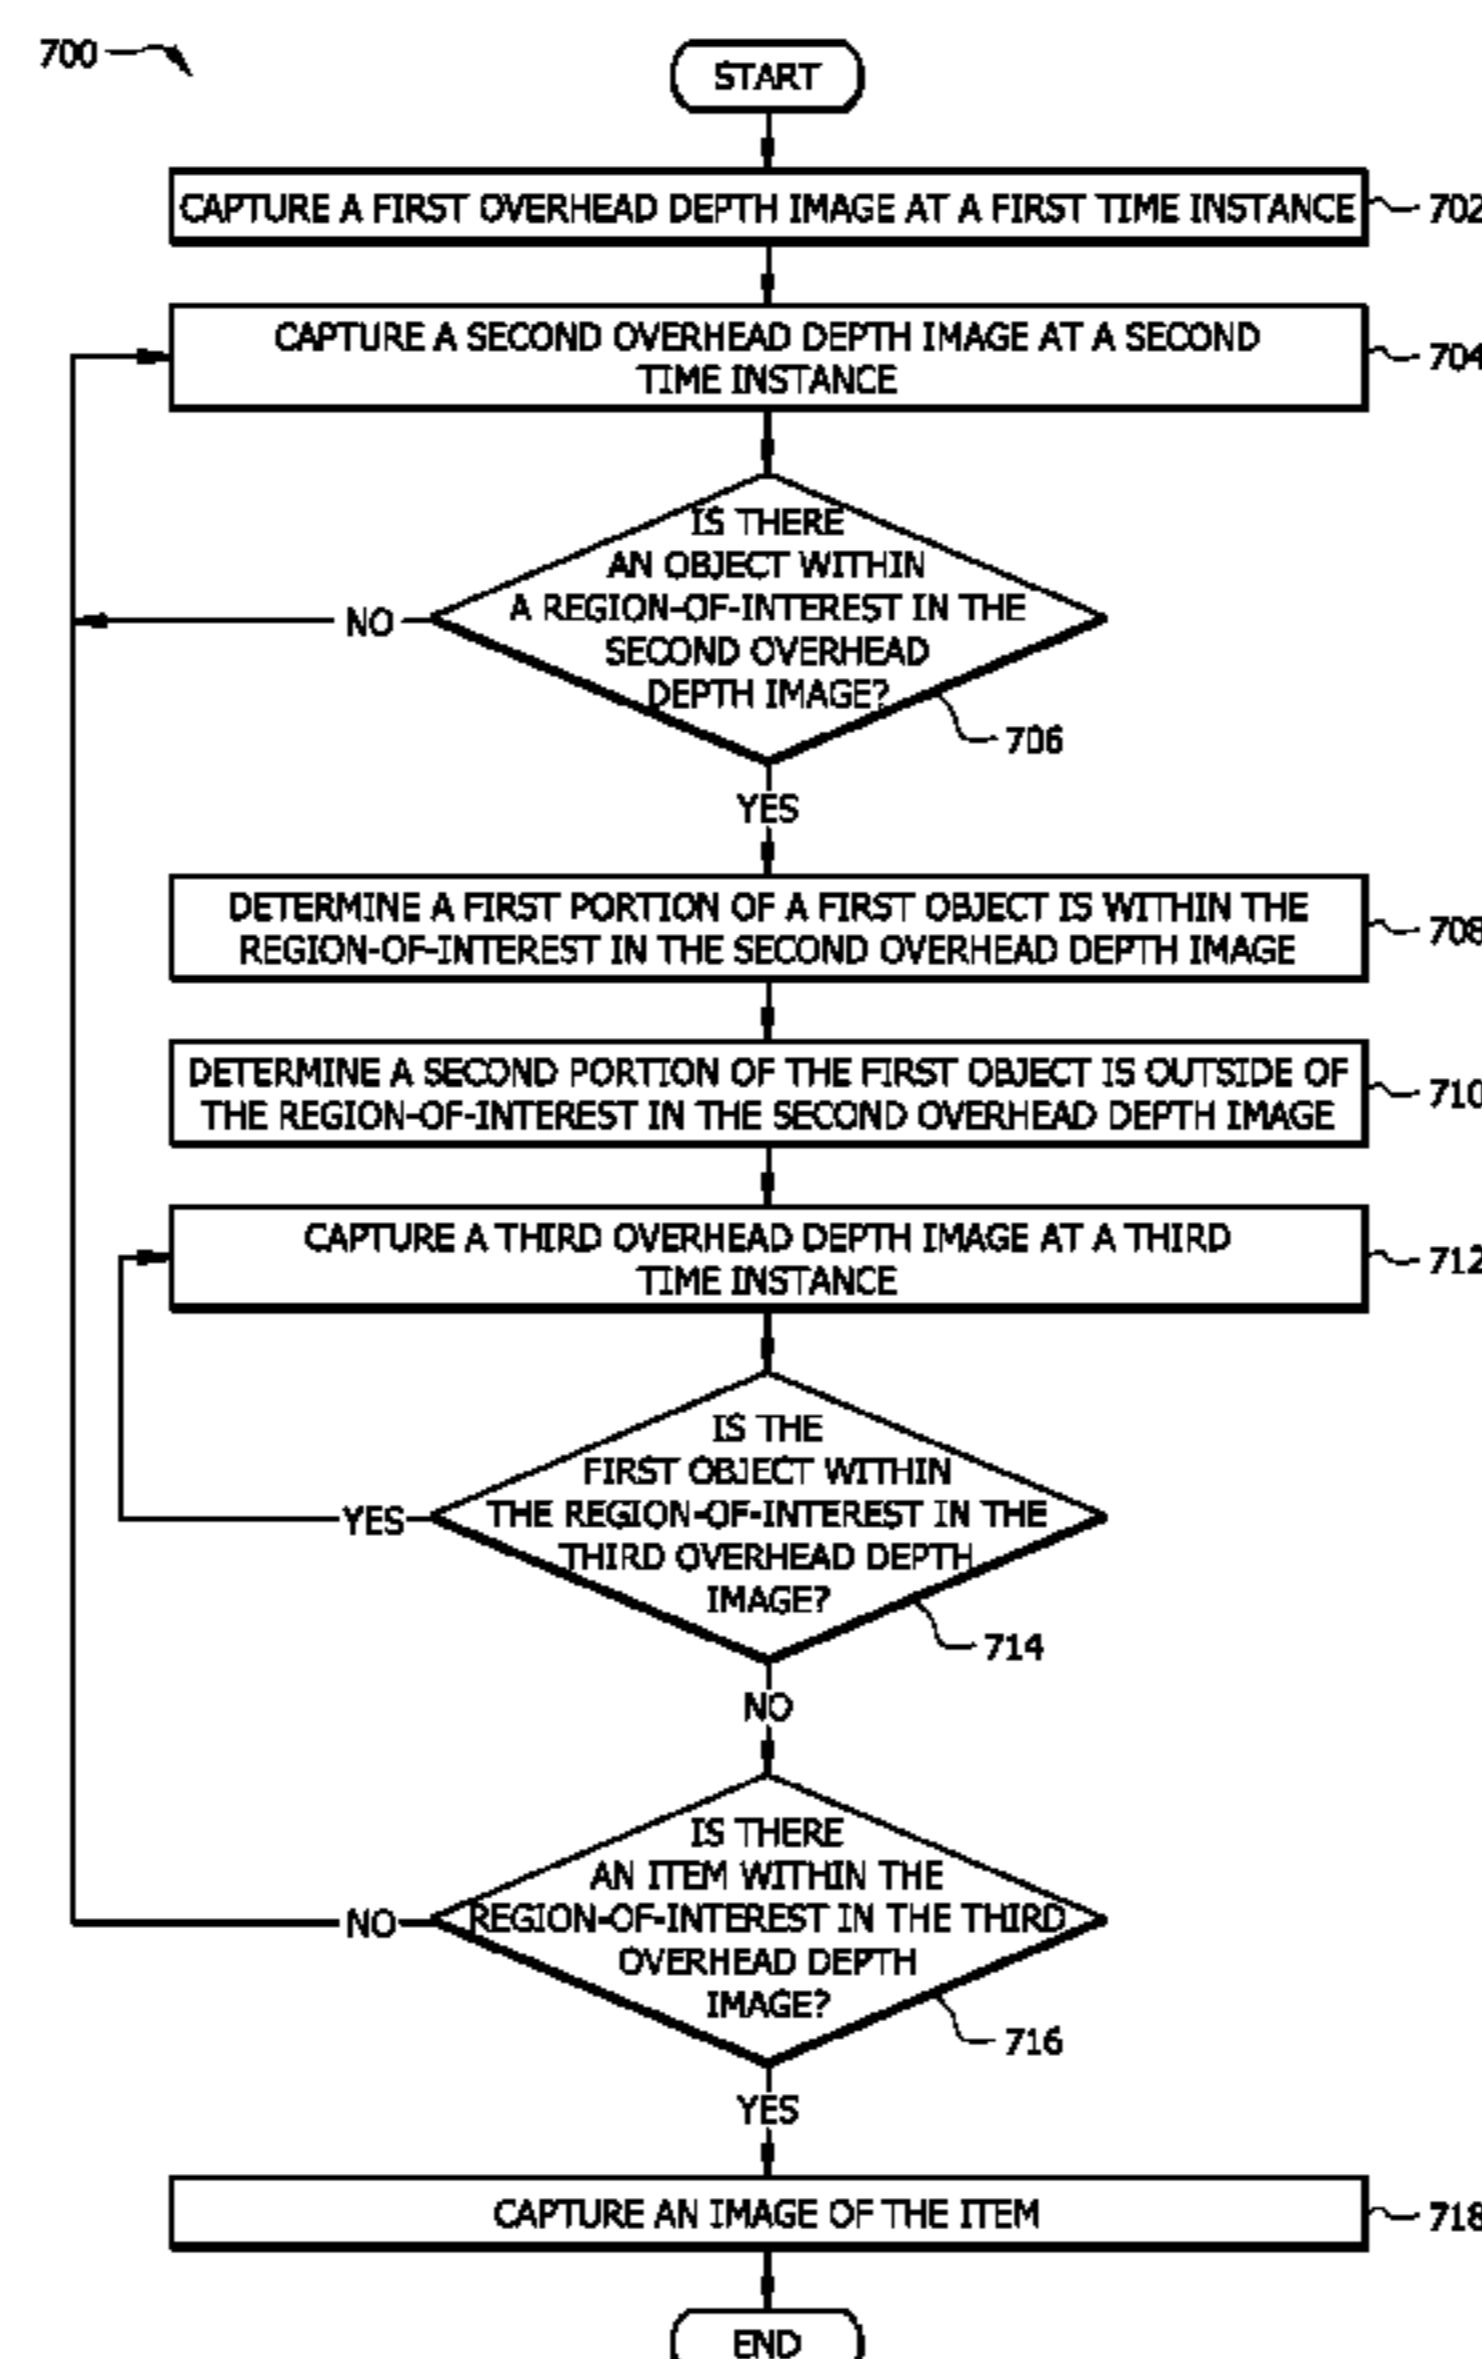 700
START
CAPTURE A FIRST OVERHEAD DEPTH IMAGE AT A FIRST TIME INSTANCE
702
CAPTURE A SECOND OVERHEAD DEPTH IMAGE AT A SECOND
TIME INSTANCE
704
IS THERE
AN OBJECT WITHIN
A REGION-OF-INTEREST IN THE
SECOND OVERHEAD
DEPTH IMAGE?
NO
706
YES
DETERMINE A FIRST PORTION OF A FIRST OBJECT IS WITHIN THE
REGION-OF-INTEREST IN THE SECOND OVERHEAD DEPTH IMAGE
708
DETERMINE A SECOND PORTION OF THE FIRST OBJECT IS OUTSIDE OF
THE REGION-OF-INTEREST IN THE SECOND OVERHEAD DEPTH IMAGE
710
CAPTURE A THIRD OVERHEAD DEPTH IMAGE AT A THIRD
TIME INSTANCE
712
IS THE
FIRST OBJECT WITHIN
THE REGION-OF-INTEREST IN THE
THIRD OVERHEAD DEPTH
IMAGE?
YES
714
NO
IS THERE
AN ITEM WITHIN THE
REGION-OF-INTEREST IN THE THIRD
OVERHEAD DEPTH
IMAGE?
NO
716
YES
CAPTURE AN IMAGE OF THE ITEM
718
END